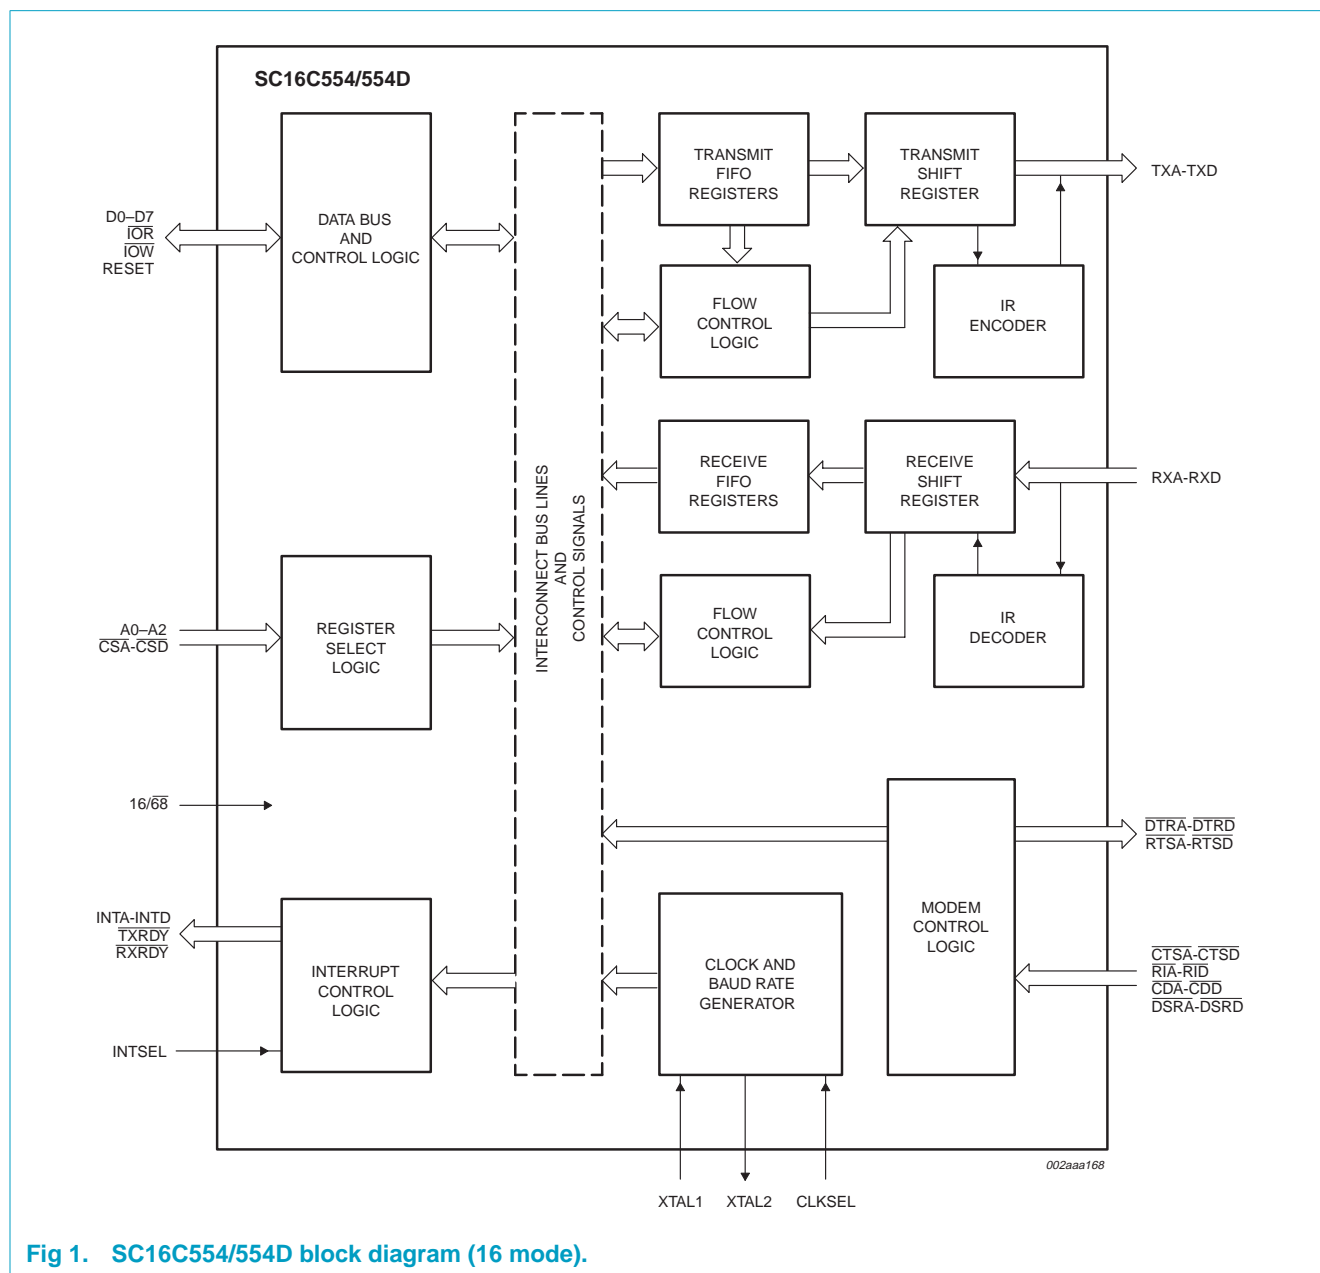 SC16C554/554D
D0–D7
IOR
IOW
RESET
DATA BUS
AND
CONTROL LOGIC
TRANSMIT
FIFO
REGISTERS
TRANSMIT
SHIFT
REGISTER
TXA-TXD
FLOW
CONTROL
LOGIC
IR
ENCODER
INTERCONNECT BUS LINES
AND
CONTROL SIGNALS
RECEIVE
FIFO
REGISTERS
RECEIVE
SHIFT
REGISTER
RXA-RXD
A0–A2
CSA-CSD
REGISTER
SELECT
LOGIC
FLOW
CONTROL
LOGIC
IR
DECODER
16/68
DTRA-DTRD
RTSA-RTSD
MODEM
CONTROL
LOGIC
INTA-INTD
TXRDY
RXRDY
INTERRUPT
CONTROL
LOGIC
CLOCK AND
BAUD RATE
GENERATOR
CTSA-CTSD
RIA-RID
CDA-CDD
DSRA-DSRD
INTSEL
002aaa168
XTAL1
XTAL2
CLKSEL
Fig 1. SC16C554/554D block diagram (16 mode).